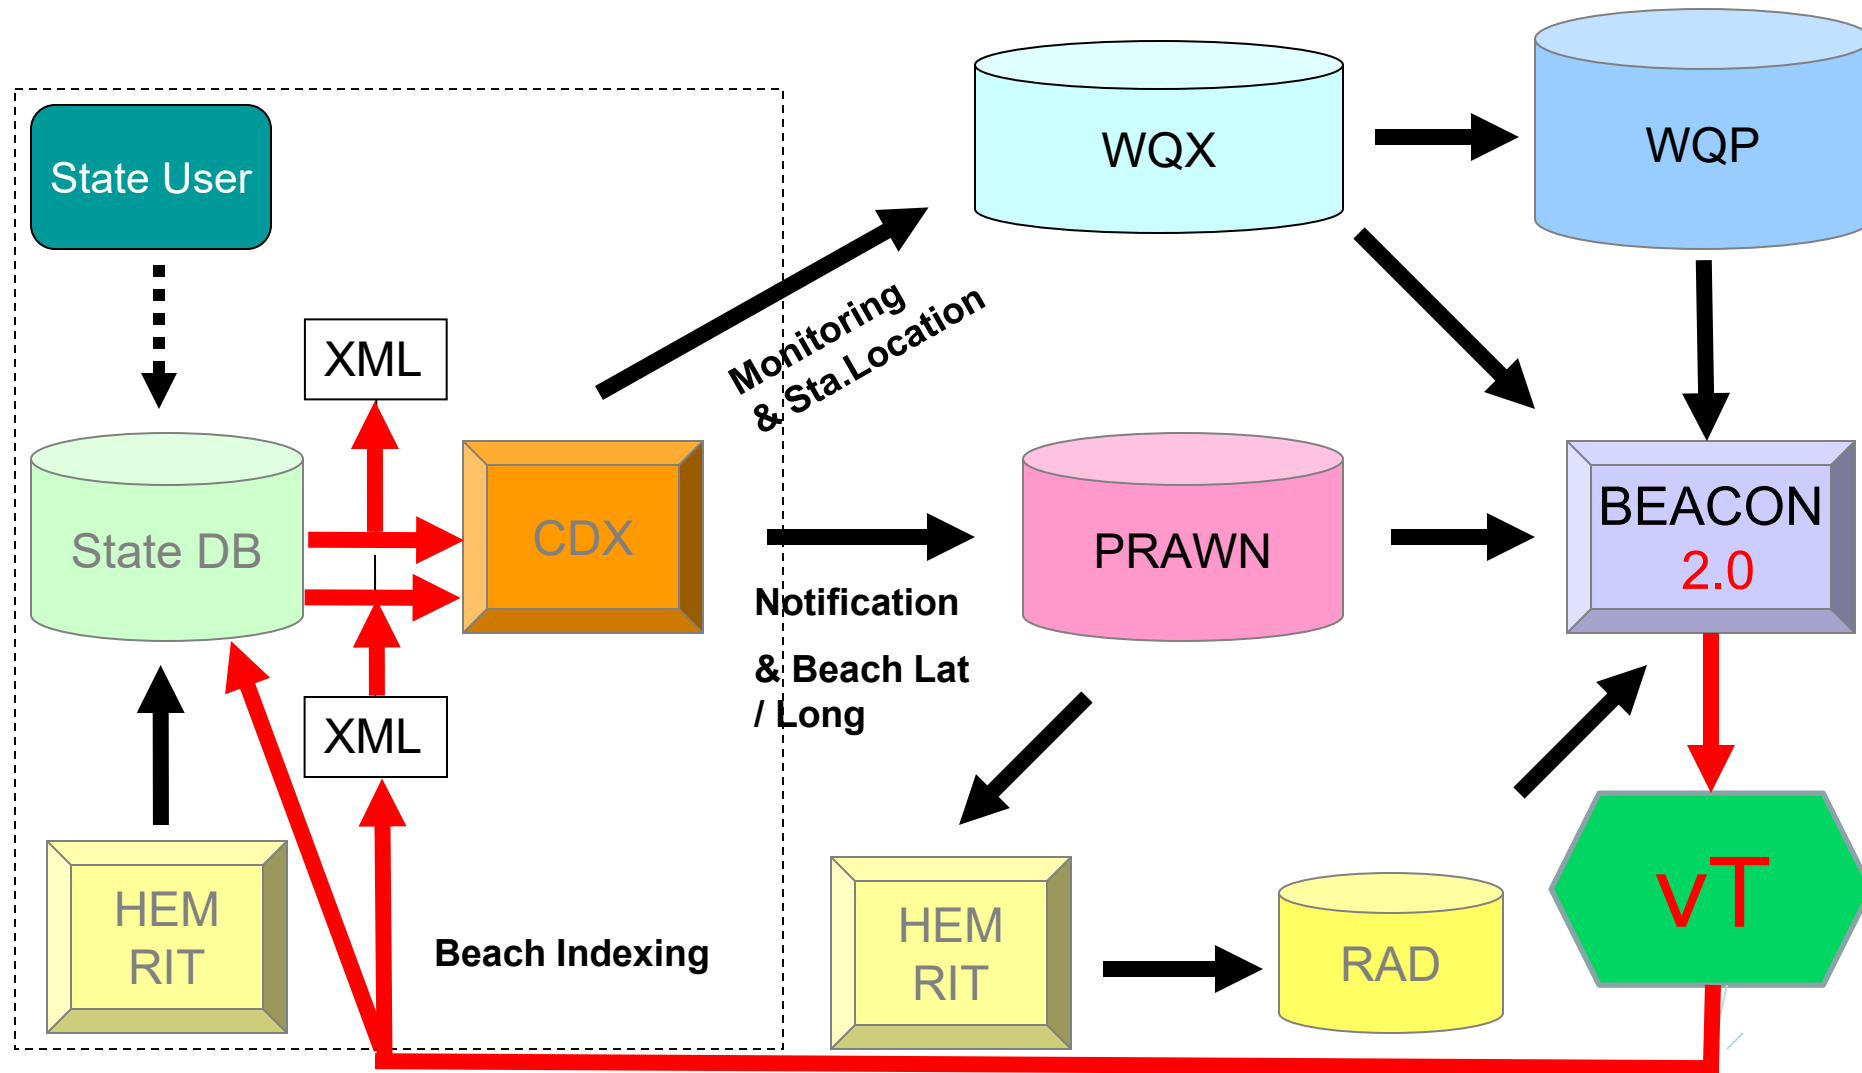 State User
WQX
WQP
XML
Monitoring
& Sta.Location
State DB
CDX
PRAWN
BEACON
2.0
Notification
& Beach Lat
/ Long
XML
HEM
RIT
Beach Indexing
HEM
RIT
RAD
vT